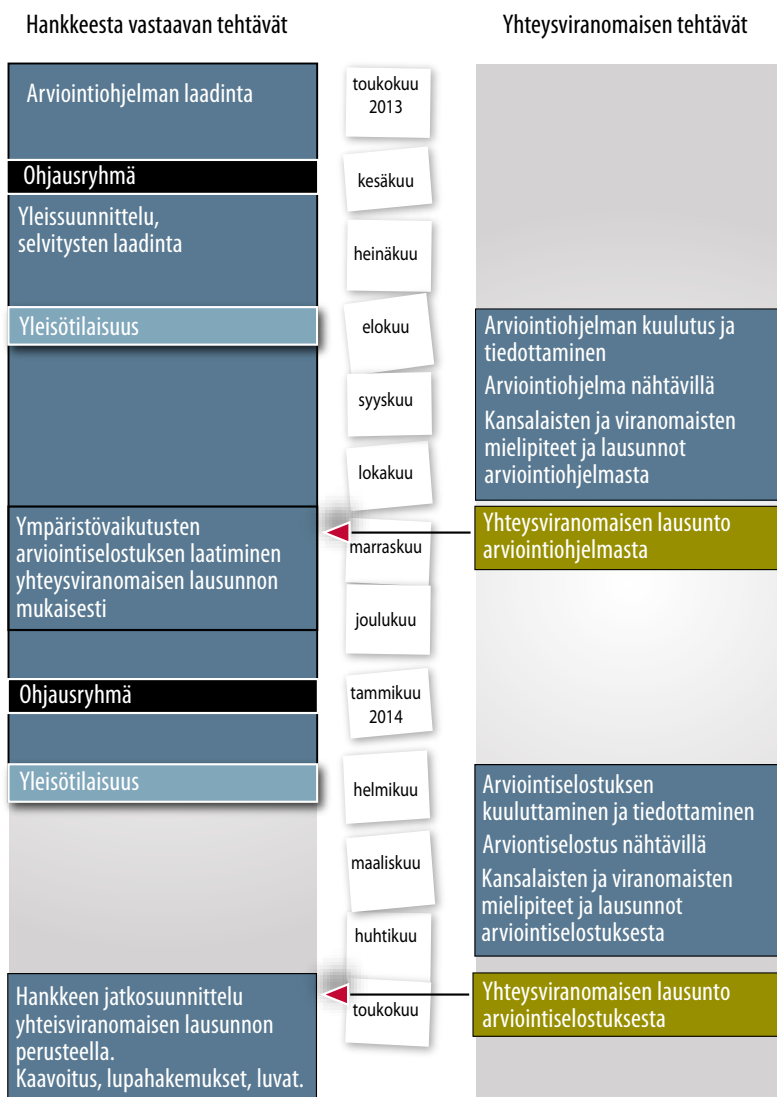 Hankkeesta vastaavan tehtävät
Arviointiohjelman laadinta
Ohjausryhmä
Yleissuunnittelu,
selvitysten laadinta
Yleisötilaisuus
Ympäristövaikutusten
arviointiselostuksen laatiminen
yhteysviranomaisen lausunnon
mukaisesti
Ohjausryhmä
Yleisötilaisuus
Hankkeen jatkosuunnittelu
yhteisviranomaisen lausunnon
perusteella.
Kaavoitus, lupahakemukset, luvat.
toukokuu
2013
kesäkuu
heinäkuu
elokuu
syyskuu
lokakuu
marraskuu
joulukuu
tammikuu
2014
helmikuu
maaliskuu
huhtikuu
toukokuu
Yhteysviranomaisen tehtävät
Arviointiohjelman kuulutus ja
tiedottaminen
Arviointiohjelma nähtävillä
Kansalaisten ja viranomaisten
mielipiteet ja lausunnot
arviointiohjelmasta
Yhteysviranomaisen lausunto
arviointiohjelmasta
Arviointiselostuksen
kuuluttaminen ja tiedottaminen
Arviontiselostus nähtävillä
Kansalaisten ja viranomaisten
mielipiteet ja lausunnot
arviointiselostuksesta
Yhteysviranomaisen lausunto
arviointiselostuksesta